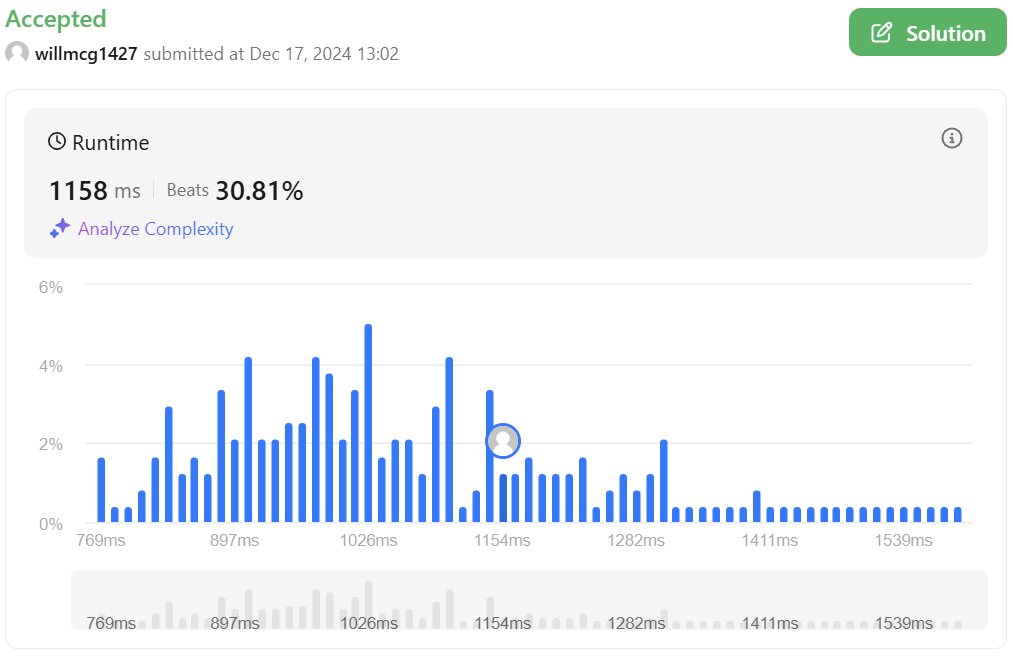 Accepted
willmcg1427 submitted at Dec 17, 2024 13:02
Solution
Runtime
1158 ms Beats 30.81%
Analyze Complexity
6%
4%
2%
0%
769ms 897ms 1026ms 1154ms 1282ms 1411ms 1539ms
769ms 897ms 1026ms 1154ms 1282ms 1411ms 1539ms